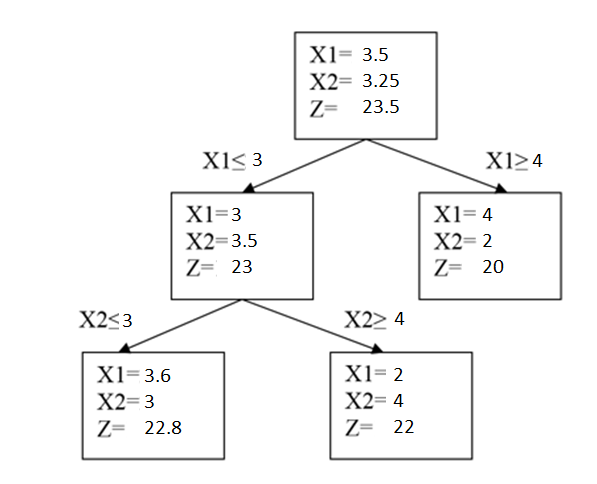 X1= 3.5
X2= 3.25
Z= 23.5
X1≤ 3
X1≥ 4
X1= 3
X2= 3.5
Z= 23
X1= 4
X2= 2
Z= 20
X2≤3
X2≥ 4
X1= 3.6
X2= 3
Z= 22.8
X1= 2
X2= 4
Z= 22